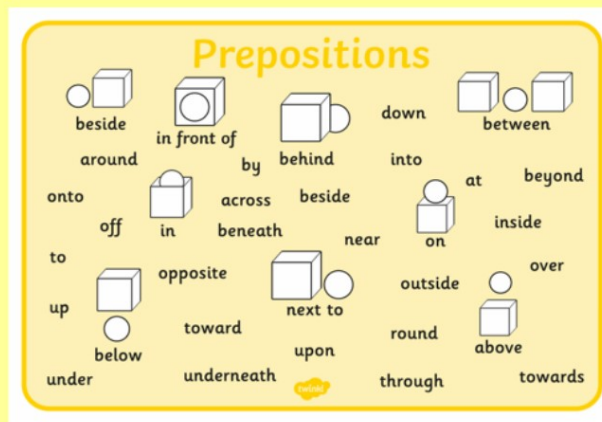 Prepositions
beside
in front of
behind
down
between
around
by
into
at
beyond
onto
off
in
across
beside
beneath
near
on
inside
to
opposite
next to
outside
over
up
below
toward
upon
round
above
under
underneath
through
towards
twinkl